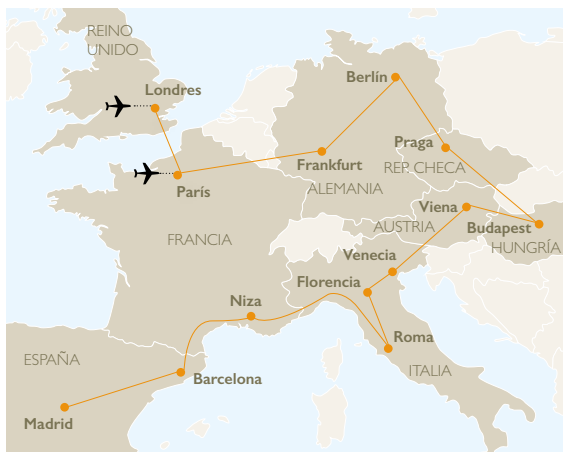 REINO
UNIDO
Londres
Berlín
Praga
REP. CHECA
Frankfurt
París
ALEMANIA
Viena
Budapest
AUSTRIA
HUNGRÍA
FRANCIA
Venecia
Florencia
Niza
Roma
ESPAÑA
Barcelona
ITALIA
Madrid